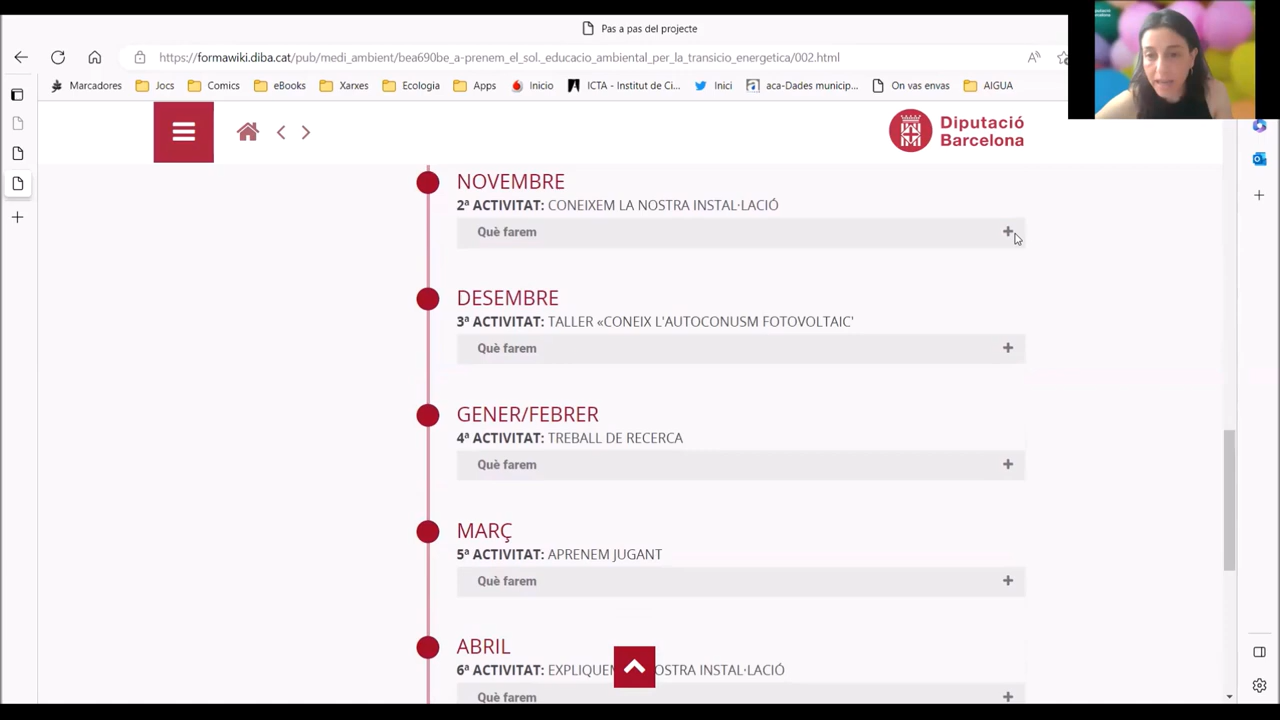 Pas a pas del projecte
https://formawiki.diba.cat/pub/medi_ambient/bea690be_a-prenem_el_sol._educacio_ambiental_per_la_transicio_energetica/002.html
Marcadores Jocs Comics eBooks Xarxes Ecologia Apps Inicio ICTA - Institut de Ci... Inici aca-Dades municip... On vas envas AIGUA
Diputació
Barcelona
Diputació
Barcelona
NOVEMBRE
2ª ACTIVITAT: CONEIXEM LA NOSTRA INSTAL·LACIÓ
Què farem
DESEMBRE
3ª ACTIVITAT: TALLER «CONEIX L'AUTOCONUSM FOTOVOLTAIC'
Què farem
GENER/FEBRER
4ª ACTIVITAT: TREBALL DE RECERCA
Què farem
MARÇ
5ª ACTIVITAT: APRENEM JUGANT
Què farem
ABRIL
6ª ACTIVITAT: INSTAL·LACIÓ
Què farem